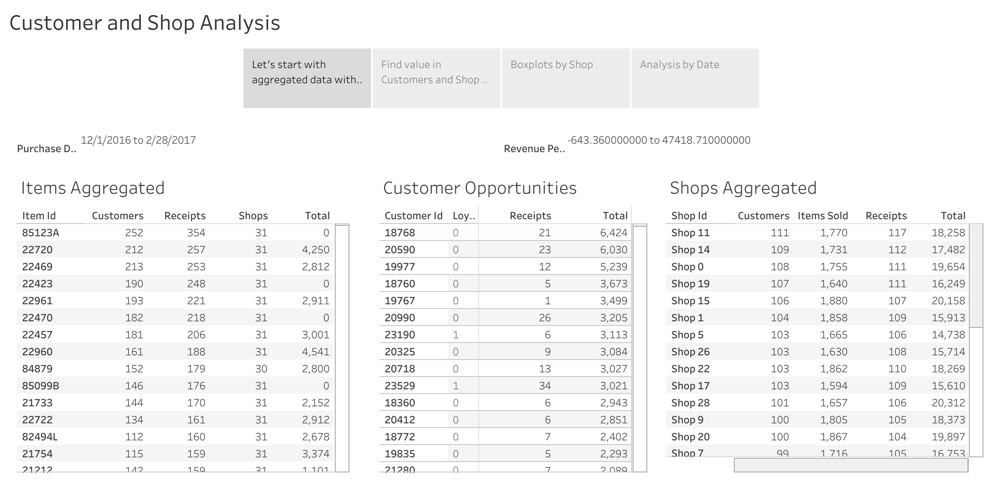 Customer and Shop Analysis
Let's start with
aggregated data with..
Find value in
Customers and Shop ..
Boxplots by Shop
Analysis by Date
Purchase D.. 12/1/2016 to 2/28/2017
Revenue Pe.. -643.360000000 to 47418.710000000
Items Aggregated
Item Id Customers Receipts Shops Total
85123A 252 354 31 0
22720 212 257 31 4,250
22469 213 253 31 2,812
22423 190 248 31 0
22961 193 221 31 2,911
22470 182 218 31 0
22457 181 206 31 3,001
22960 161 188 31 4,541
84879 152 179 30 2,800
85099B 146 176 31 0
21733 144 170 31 2,152
22722 134 161 31 2,912
82494L 112 160 31 2,678
21754 115 159 31 3,374
21212 142 159 31 1,101
Customer Opportunities
Customer Id Loy.. Receipts Total
18768 0 21 6,424
20590 0 23 6,030
19977 0 12 5,239
18760 0 5 3,673
19767 0 1 3,499
20990 0 26 3,205
23190 1 6 3,113
20325 0 9 3,084
20718 0 13 3,027
23529 1 34 3,021
18360 0 6 2,943
20412 0 6 2,851
18772 0 7 2,402
19835 0 5 2,293
21280 0 7 2,089
Shops Aggregated
Shop Id Customers Items Sold Receipts Total
Shop 11 111 1,770 117 18,258
Shop 14 109 1,731 112 17,482
Shop 0 108 1,755 111 19,654
Shop 19 107 1,640 111 16,249
Shop 15 106 1,880 107 20,158
Shop 1 104 1,858 109 15,913
Shop 5 103 1,665 106 14,738
Shop 26 103 1,630 108 15,714
Shop 22 103 1,862 110 18,269
Shop 17 103 1,594 109 15,610
Shop 28 101 1,657 106 20,312
Shop 9 100 1,805 105 18,373
Shop 20 100 1,867 104 19,897
Shop 7 99 1,716 105 16,753